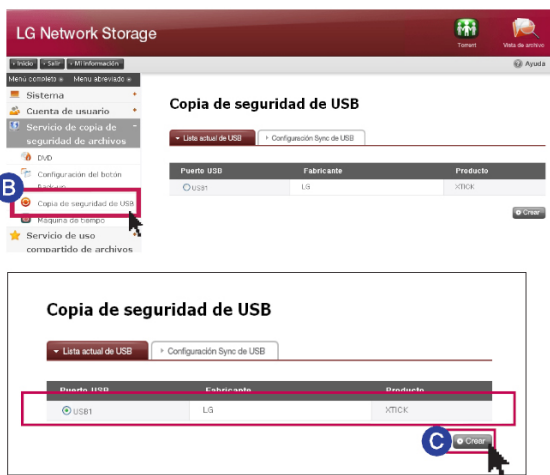 LG Network Storage
Torrent
Vista de archivo
Inicio Salir Mi Información
Ayuda
Menú completo Menú abreviado
Sistema
Cuenta de usuario
Servicio de copia de
seguridad de archivos
DVD
Configuración del botón
Backup
B
Copia de seguridad de USB
Máquina de tiempo
Servicio de uso
compartido de archivos
Copia de seguridad de USB
Lista actual de USB
Configuración Sync de USB
Puerto USB Fabricante Producto
USB1 LG XTICK
Crear
Copia de seguridad de USB
Lista actual de USB
Configuración Sync de USB
Puerto USB Fabricante Producto
USB1 LG XTICK
C
Crear